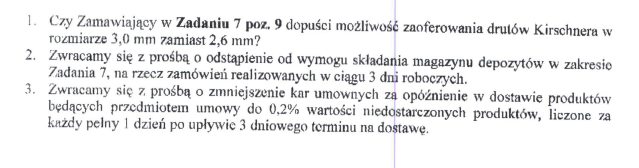 1. Czy Zamawiający w Zadaniu 7 poz. 9 dopuści możliwość zaoferowania drutów Kirschnera w
rozmiarze 3,0 mm zamiast 2,6 mm?
2. Zwracamy się z prośbą o odstąpienie od wymogu składania magazynu depozytów w zakresie
Zadania 7, na rzecz zamówień realizowanych w ciągu 3 dni roboczych.
3. Zwracamy się z prośbą o zmniejszenie kar umownych za opóźnienie w dostawie produktów
będących przedmiotem umowy do 0,2% wartości niedostarczonych produktów, liczone za
każdy pełny 1 dzień po upływie 3 dniowego terminu na dostawę.